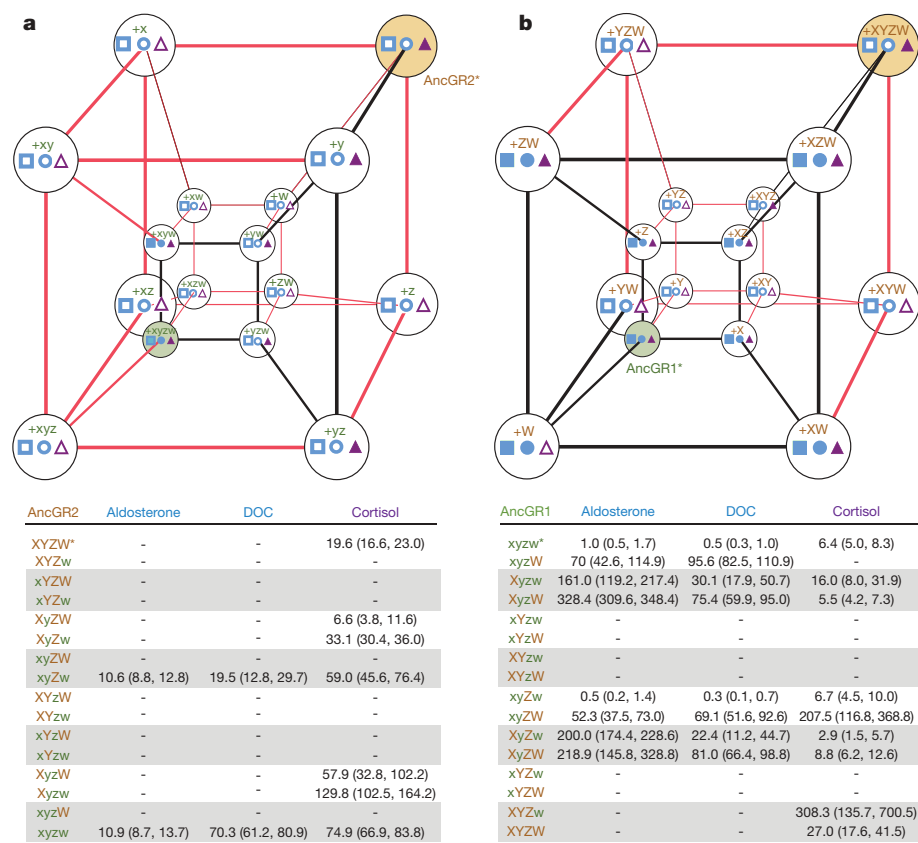 a
b
+x
AncGR2*
+YZW
+XYZW
+xy
+y
+ZW
+XZW
+xw
+w
+YZ
+XYZ
+xyw
+yw
+Z
+XZ
+xz
+xzw
+zw
+z
+YW
+Y
+XY
+XYW
+xyzw
+yzw
+X
AncGR1*
+xyz
+yz
+W
+XW
AncGR2 Aldosterone DOC Cortisol
XYZW* - - 19.6 (16.6, 23.0)
XYZw - - -
xYZW - - -
xYZw - - -
XyZW - - 6.6 (3.8, 11.6)
XyZw - - 33.1 (30.4, 36.0)
xyZW - - -
xyZw 10.6 (8.8, 12.8) 19.5 (12.8, 29.7) 59.0 (45.6, 76.4)
XYzW - - -
XYzw - - -
xYzW - - -
xYzw - - -
XyzW - - 57.9 (32.8, 102.2)
Xyzw - - 129.8 (102.5, 164.2)
xyzW - - -
xyzw 10.9 (8.7, 13.7) 70.3 (61.2, 80.9) 74.9 (66.9, 83.8)
AncGR1 Aldosterone DOC Cortisol
xyzw* 1.0 (0.5, 1.7) 0.5 (0.3, 1.0) 6.4 (5.0, 8.3)
xyzW 70 (42.6, 114.9) 95.6 (82.5, 110.9) -
Xyzw 161.0 (119.2, 217.4) 30.1 (17.9, 50.7) 16.0 (8.0, 31.9)
XyzW 328.4 (309.6, 348.4) 75.4 (59.9, 95.0) 5.5 (4.2, 7.3)
xYzw - - -
xYzW - - -
XYzw - - -
XYzW - - -
xyZw 0.5 (0.2, 1.4) 0.3 (0.1, 0.7) 6.7 (4.5, 10.0)
xyZW 52.3 (37.5, 73.0) 69.1 (51.6, 92.6) 207.5 (116.8, 368.8)
XyZw 200.0 (174.4, 228.6) 22.4 (11.2, 44.7) 2.9 (1.5, 5.7)
XyZW 218.9 (145.8, 328.8) 81.0 (66.4, 98.8) 8.8 (6.2, 12.6)
xYZw - - -
xYZW - - -
XYZw - - 308.3 (135.7, 700.5)
XYZW - - 27.0 (17.6, 41.5)